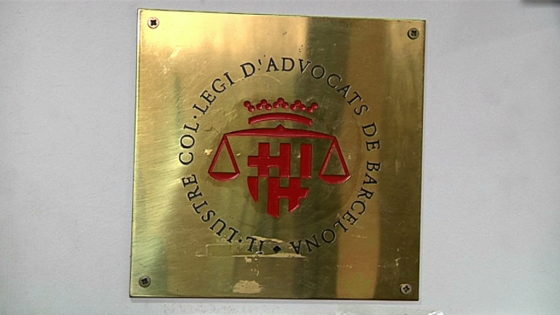 IL·LUSTRE COL·LEGI D'ADVOCATS DE BARCELONA